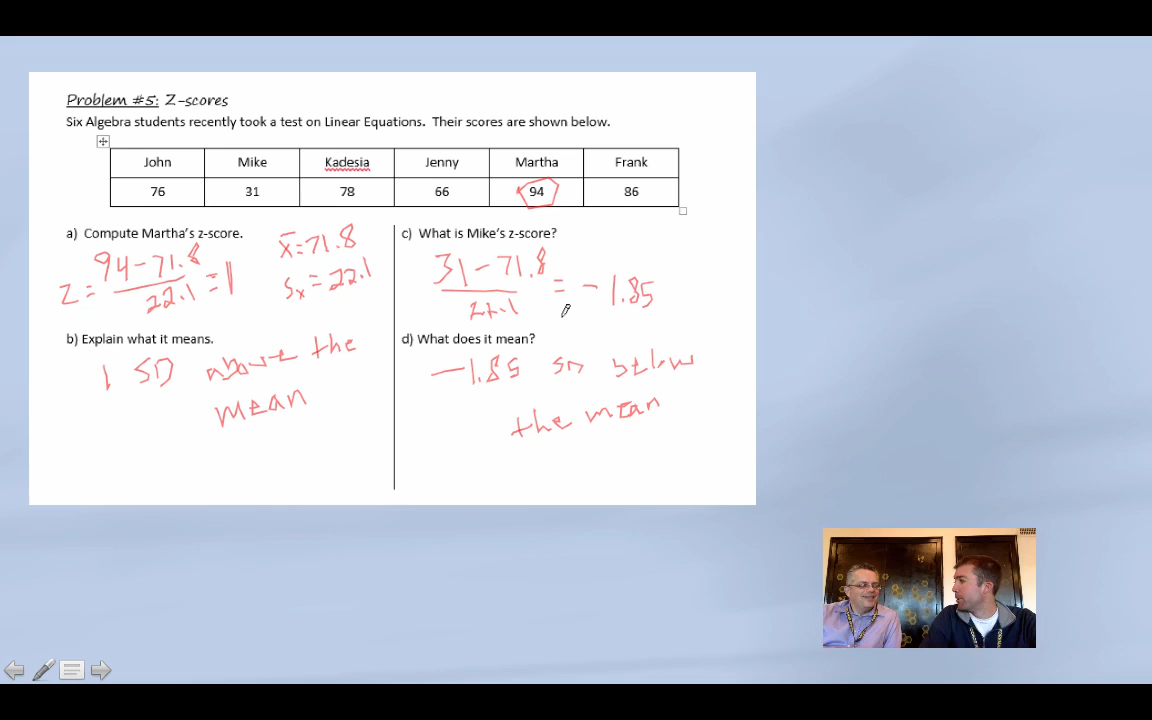 Problem #5: Z-scores
Six Algebra students recently took a test on Linear Equations. Their scores are shown below.
John Mike Kadesia Jenny Martha Frank
76 31 78 66 94 86
a) Compute Martha's z-score.
x̄ = 71.8
Sx = 22.1
z = (94 - 71.8) / 22.1 = 1
b) Explain what it means.
1 SD above the
mean
c) What is Mike's z-score?
(31 - 71.8) / 22.1 = -1.85
d) What does it mean?
-1.85 SD below
the mean